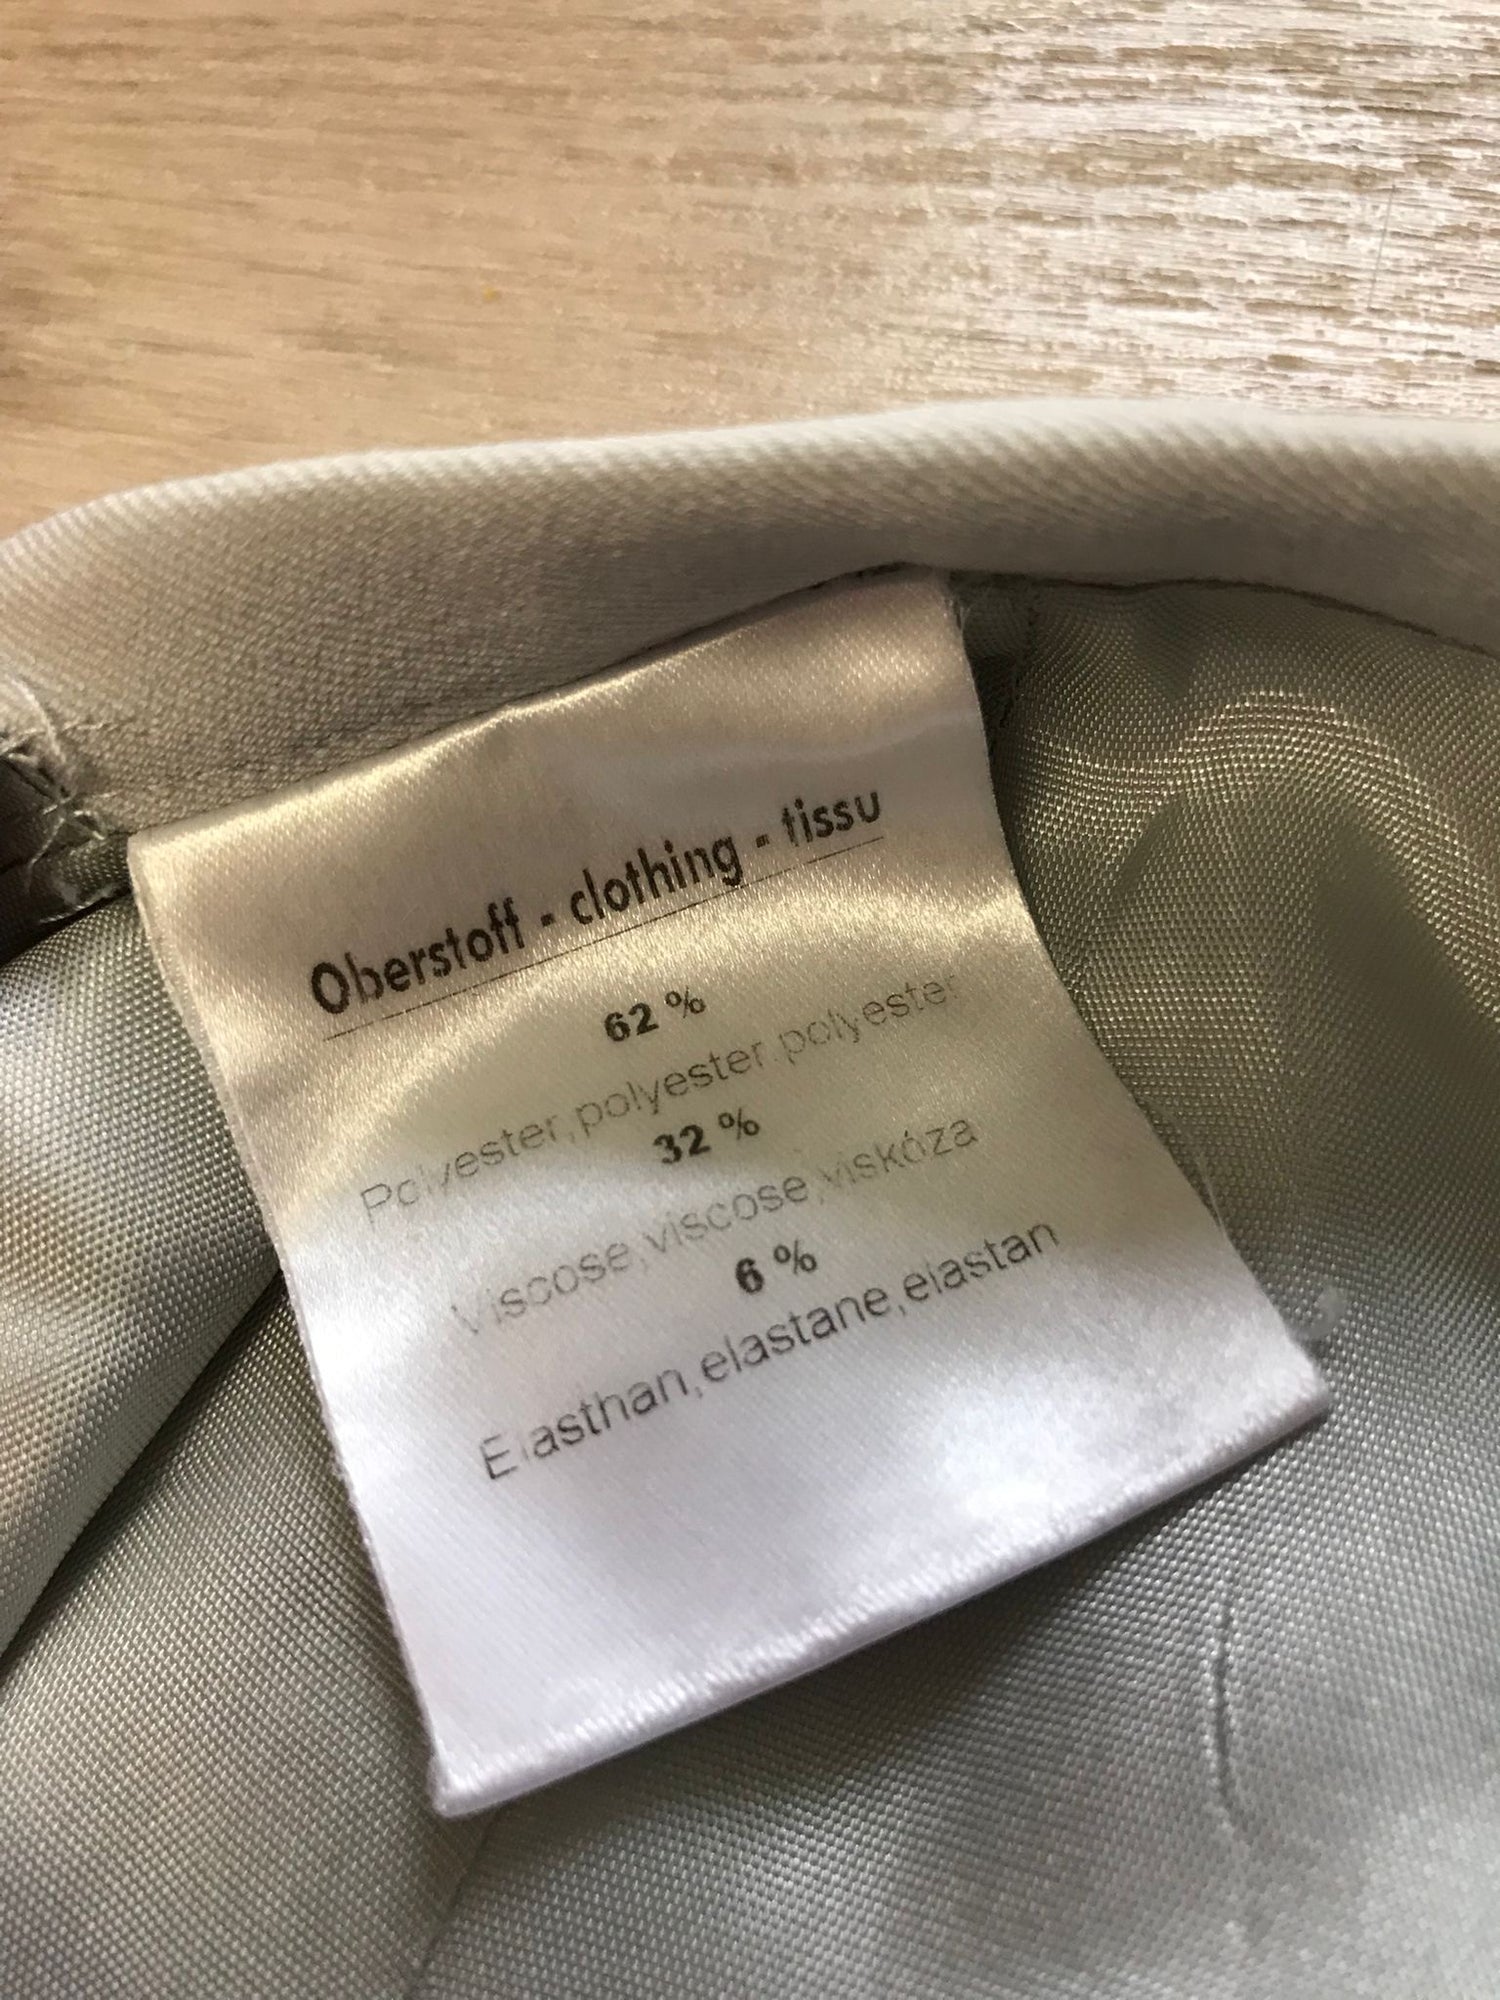 Oberstoff - clothing - tissu
62 %
Polyester,polyester,polyester
32 %
Viscose,viscose,viskóza
6 %
Elasthan,elastane,elastan